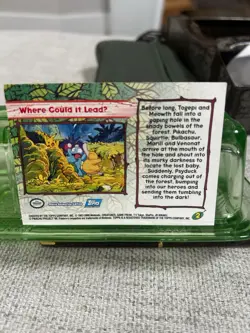 Where Could it Lead?
Before long, Togepi and
Meowth fall into a
gaping hole in the
shady bowels of the
forest. Pikachu,
Squirtle, Bulbasaur,
Marill and Venonat
arrive at the mouth of
the hole and shout into
its murky darkness to
locate the lost baby.
Suddenly, Psyduck
comes charging out of
the forest, bumping
into our heroes and
sending them tumbling
into the dark!
Topps
2